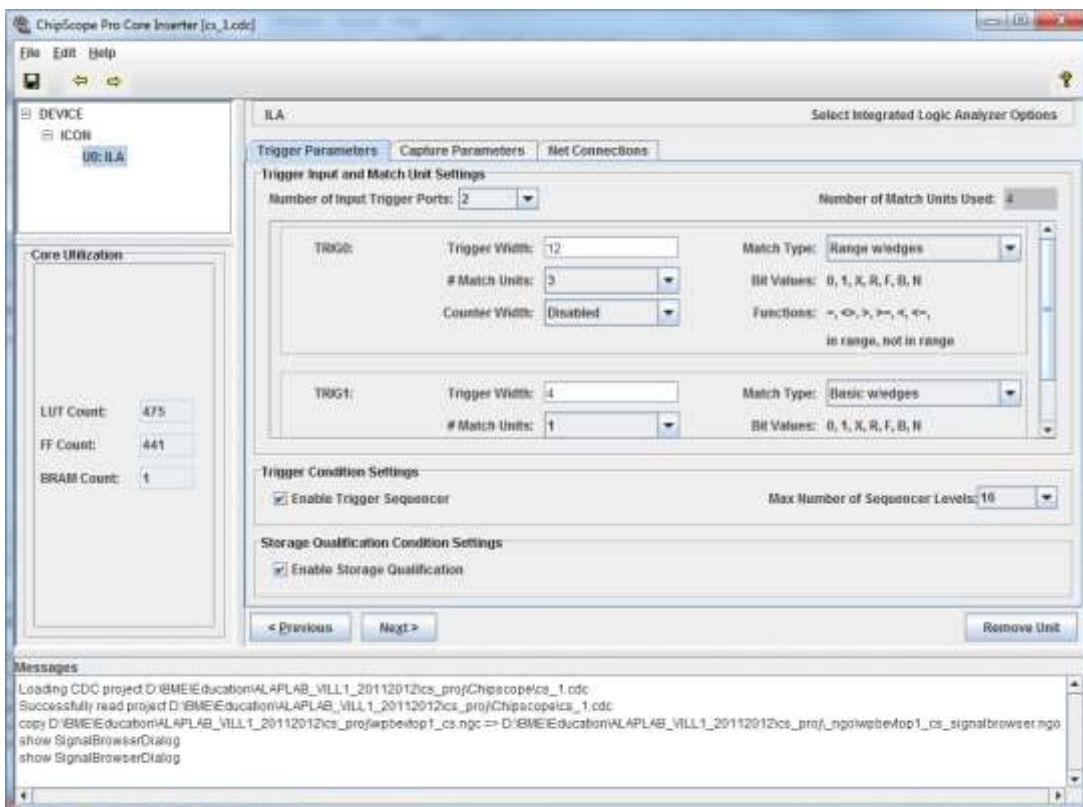 ChipScope Pro Core Inserter [cs_1.cdc]
File Edit Help
DEVICE
ICON
U0: ILA
ILA Select Integrated Logic Analyzer Options
Trigger Parameters Capture Parameters Net Connections
Trigger Input and Match Unit Settings
Number of Input Trigger Ports: 2 Number of Match Units Used: 4
TRIG0: Trigger Width: 12 Match Type: Range w/edges
# Match Units: 3 Bit Values: 0, 1, X, R, F, B, N
Counter Width: Disabled Functions: =, <>, >, >=, <, <=,
in range, not in range
TRIG1: Trigger Width: 4 Match Type: Basic w/edges
# Match Units: 1 Bit Values: 0, 1, X, R, F, B, N
Core Utilization
LUT Count: 475
FF Count: 441
BRAM Count: 1
Trigger Condition Settings
Enable Trigger Sequencer Max Number of Sequencer Levels: 16
Storage Qualification Condition Settings
Enable Storage Qualification
< Previous Next > Remove Unit
Messages
Loading CDC project D:\BME\Education\ALAPLAB_VILL1_20112012\cs_proj\Chipscope\cs_1.cdc
Successfully read project D:\BME\Education\ALAPLAB_VILL1_20112012\cs_proj\Chipscope\cs_1.cdc
copy D:\BME\Education\ALAPLAB_VILL1_20112012\cs_proj\wpbevtop1_cs.ngc => D:\BME\Education\ALAPLAB_VILL1_20112012\cs_proj\_ngo\wpbevtop1_cs_signalbrowser.ngo
show SignalBrowserDialog
show SignalBrowserDialog